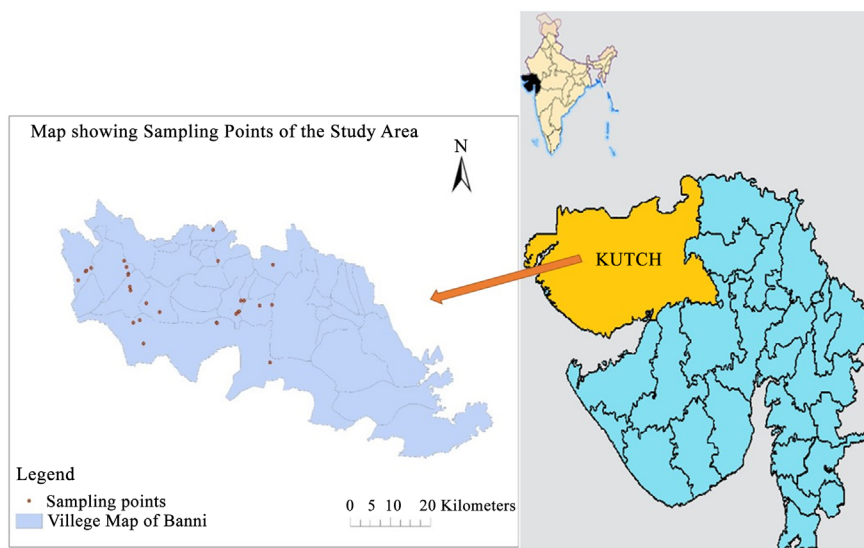 Map showing Sampling Points of the Study Area
N
KUTCH
Legend
Sampling points
Villege Map of Banni
0 5 10 20 Kilometers